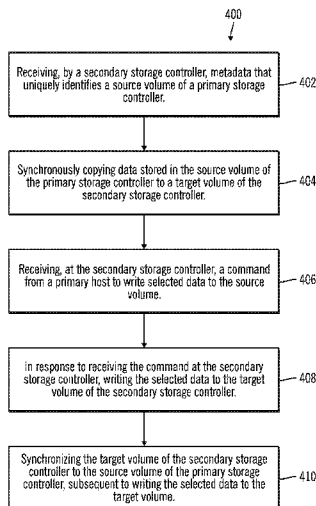 400
Receiving, by a secondary storage controller, metadata that
uniquely identifies a source volume of a primary storage
controller.
402
Synchronously copying data stored in the source volume of
the primary storage controller to a target volume of the
secondary storage controller.
404
Receiving, at the secondary storage controller, a command
from a primary host to write selected data to the source
volume.
406
In response to receiving the command at the secondary
storage controller, writing the selected data to the target
volume of the secondary storage controller.
408
Synchronizing the target volume of the secondary storage
controller to the source volume of the primary storage
controller, subsequent to writing the selected data to the
target volume.
410